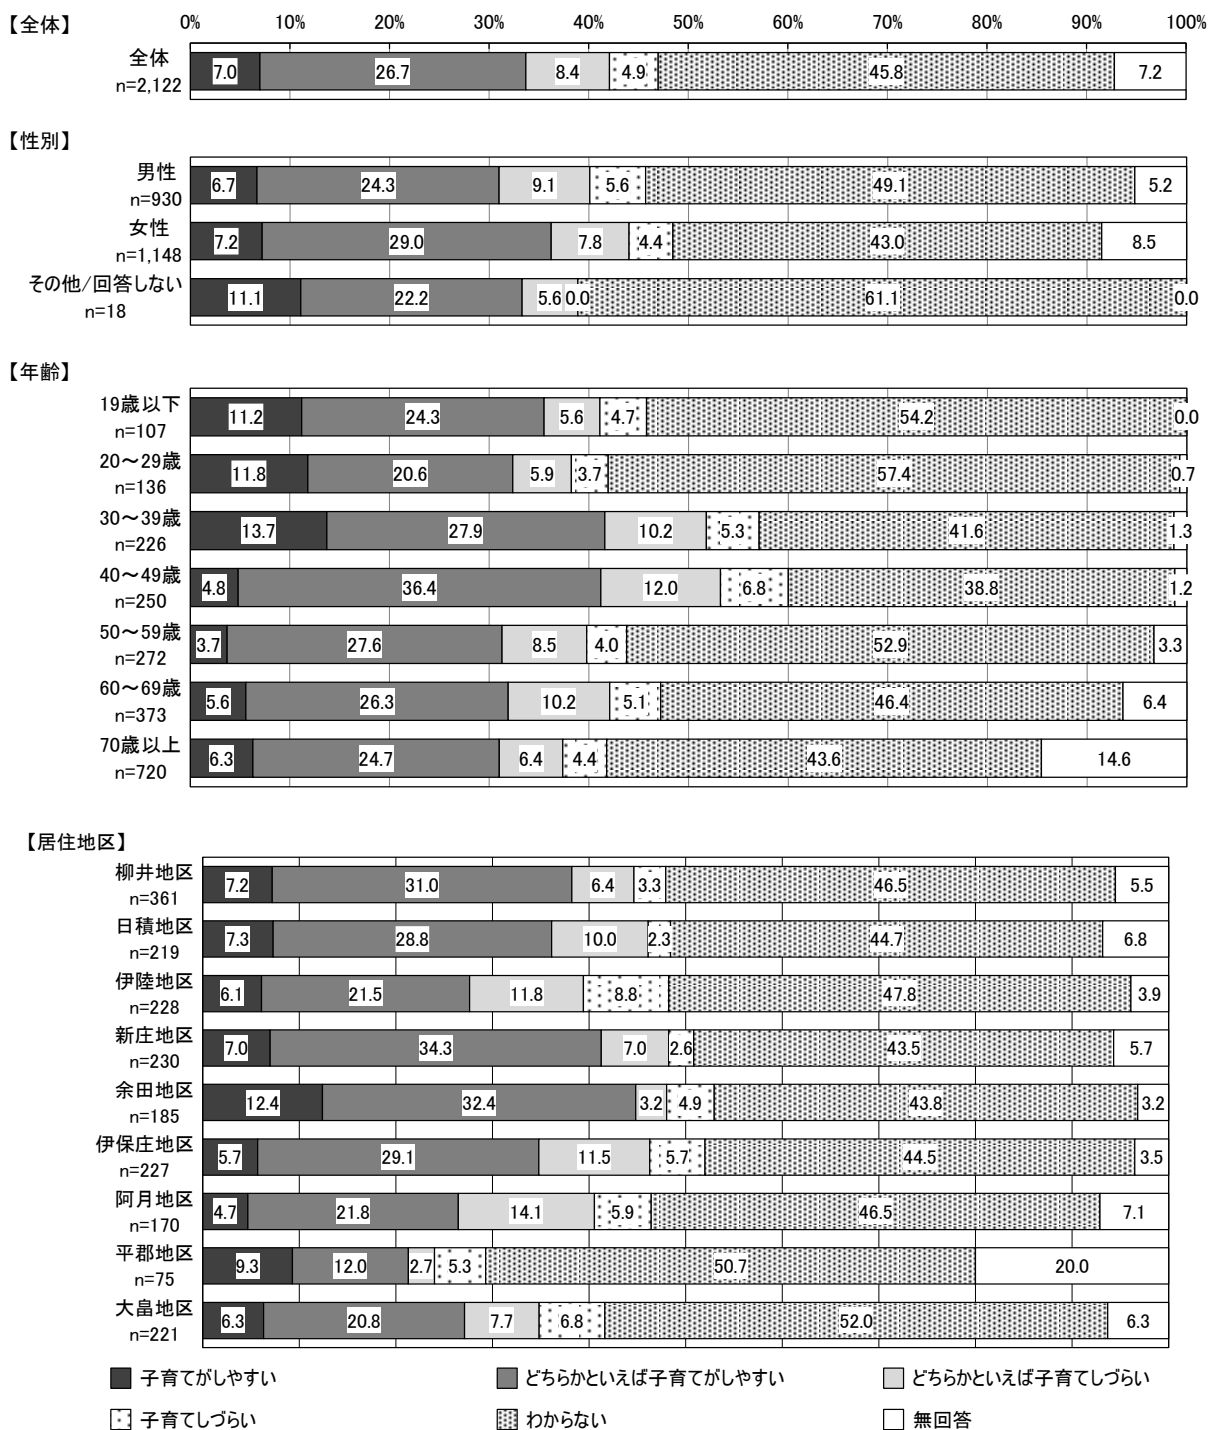 【全体】
0% 10% 20% 30% 40% 50% 60% 70% 80% 90% 100%
全体
n=2,122
7.0 26.7 8.4 4.9 45.8 7.2
【性別】
男性
n=930
6.7 24.3 9.1 5.6 49.1 5.2
女性
n=1,148
7.2 29.0 7.8 4.4 43.0 8.5
その他/回答しない
n=18
11.1 22.2 5.6 0.0 61.1 0.0
【年齢】
19歳以下
n=107
11.2 24.3 5.6 4.7 54.2 0.0
20～29歳
n=136
11.8 20.6 5.9 3.7 57.4 0.7
30～39歳
n=226
13.7 27.9 10.2 5.3 41.6 1.3
40～49歳
n=250
4.8 36.4 12.0 6.8 38.8 1.2
50～59歳
n=272
3.7 27.6 8.5 4.0 52.9 3.3
60～69歳
n=373
5.6 26.3 10.2 5.1 46.4 6.4
70歳以上
n=720
6.3 24.7 6.4 4.4 43.6 14.6
【居住地区】
柳井地区
n=361
7.2 31.0 6.4 3.3 46.5 5.5
日積地区
n=219
7.3 28.8 10.0 2.3 44.7 6.8
伊陸地区
n=228
6.1 21.5 11.8 8.8 47.8 3.9
新庄地区
n=230
7.0 34.3 7.0 2.6 43.5 5.7
余田地区
n=185
12.4 32.4 3.2 4.9 43.8 3.2
伊保庄地区
n=227
5.7 29.1 11.5 5.7 44.5 3.5
阿月地区
n=170
4.7 21.8 14.1 5.9 46.5 7.1
平郡地区
n=75
9.3 12.0 2.7 5.3 50.7 20.0
大畠地区
n=221
6.3 20.8 7.7 6.8 52.0 6.3
子育てがしやすい どちらかといえば子育てがしやすい どちらかといえば子育てしづらい
子育てしづらい わからない 無回答